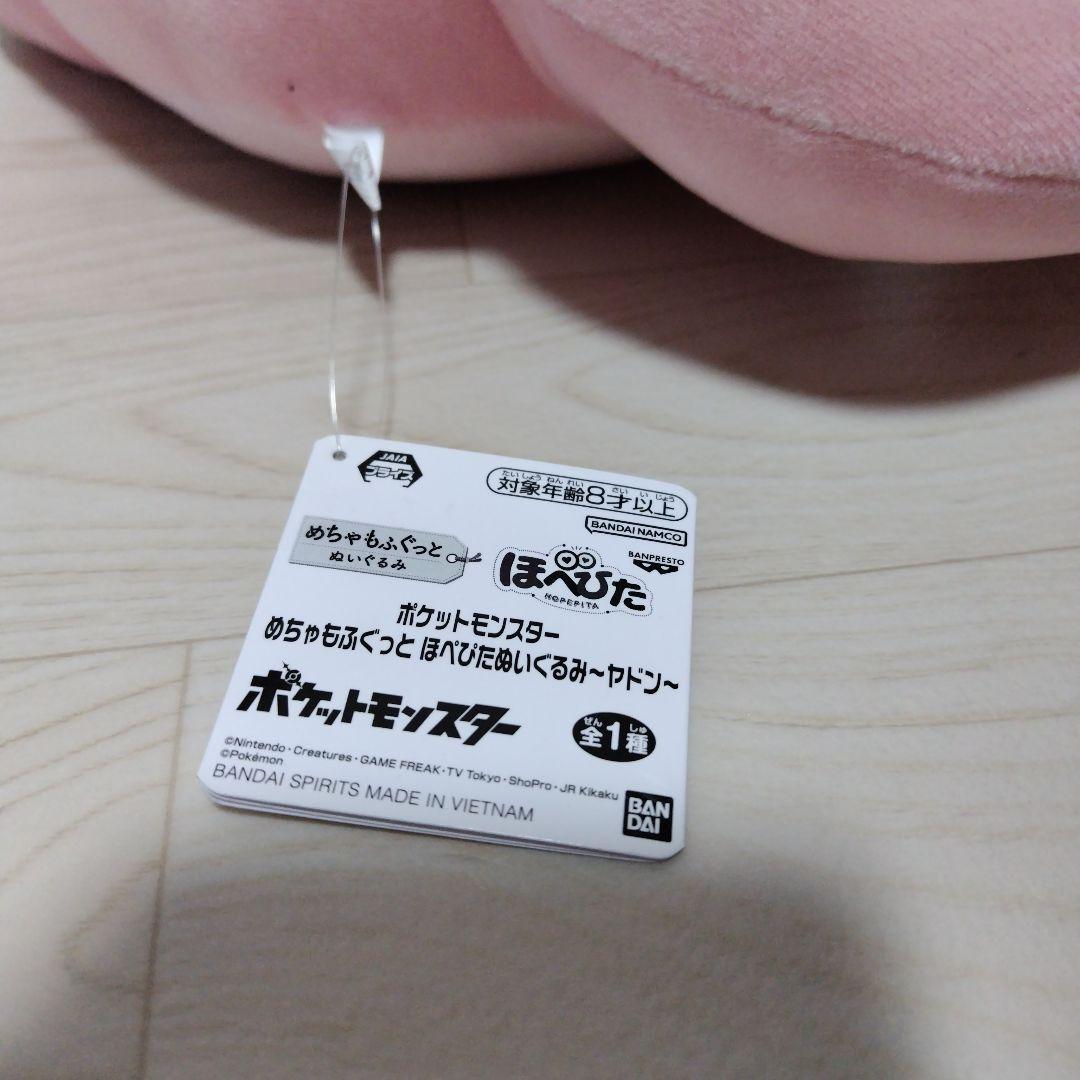 JAIA
プライズ
たいしょうねんれい さい いじょう
対象年齢8才以上
BANDAI NAMCO
めちゃもふぐっと
ぬいぐるみ
ほぺぴた
HOPEPITA
BANPRESTO
ポケットモンスター
めちゃもふぐっと ほぺぴたぬいぐるみ〜ヤドン〜
ポケットモンスター
ぜん しゅ
全1種
©Nintendo・Creatures・GAME FREAK・TV Tokyo・ShoPro・JR Kikaku
©Pokémon
BANDAI SPIRITS MADE IN VIETNAM
BAN
DAI